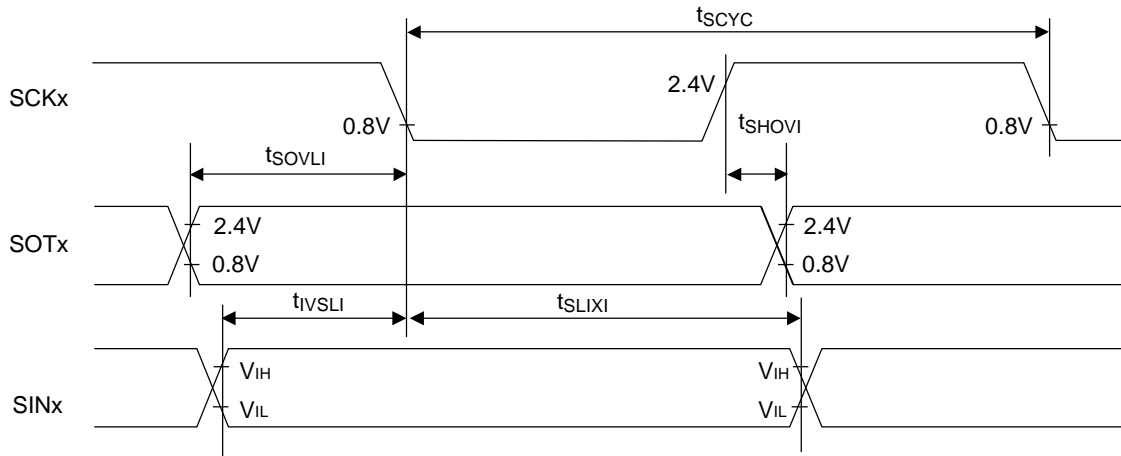 tSCYC
SCKx
2.4V
0.8V
tSHOVI
0.8V
tSOVLI
SOTx
2.4V
2.4V
0.8V
0.8V
tIVSLI
tSLIXI
SINx
VIH
VIH
VIL
VIL